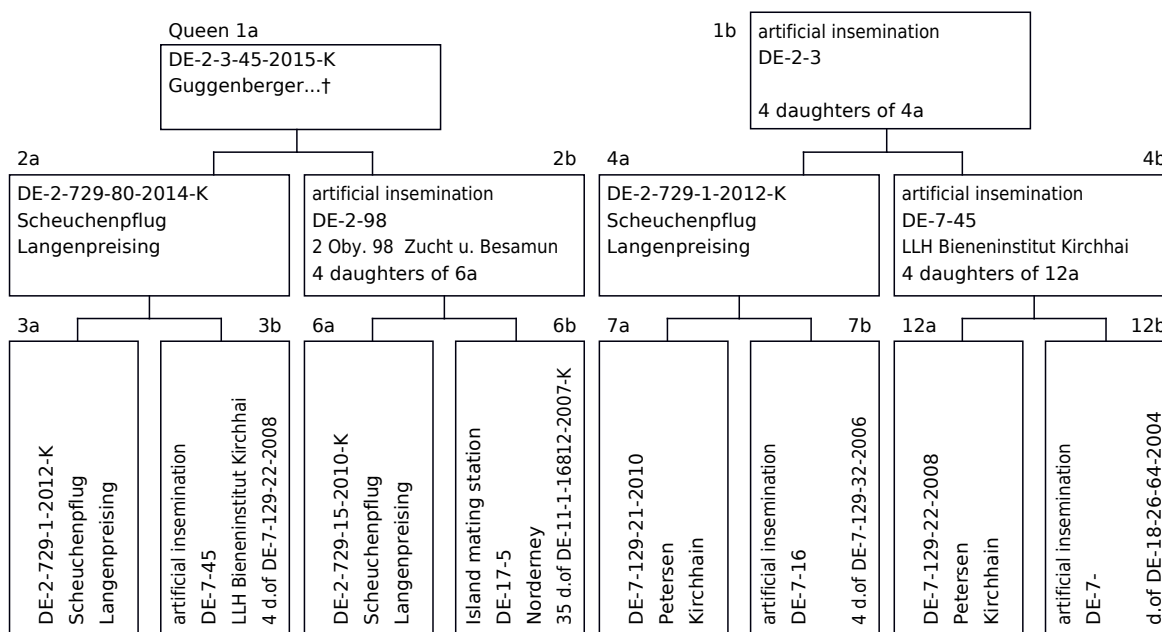 Queen 1a
DE-2-3-45-2015-K
Guggenberger...†
1b
artificial insemination
DE-2-3
4 daughters of 4a
2a
DE-2-729-80-2014-K
Scheuchenpflug
Langenpreising
2b
artificial insemination
DE-2-98
2 Oby. 98 Zucht u. Besamun
4 daughters of 6a
4a
DE-2-729-1-2012-K
Scheuchenpflug
Langenpreising
4b
artificial insemination
DE-7-45
LLH Bieneninstitut Kirchhai
4 daughters of 12a
3a
DE-2-729-1-2012-K
Scheuchenpflug
Langenpreising
3b
artificial insemination
DE-7-45
LLH Bieneninstitut Kirchhai
4 d.of DE-7-129-22-2008
6a
DE-2-729-15-2010-K
Scheuchenpflug
Langenpreising
6b
Island mating station
DE-17-5
Norderney
35 d.of DE-11-1-16812-2007-K
7a
DE-7-129-21-2010
Petersen
Kirchhain
7b
artificial insemination
DE-7-16
4 d.of DE-7-129-32-2006
12a
DE-7-129-22-2008
Petersen
Kirchhain
12b
artificial insemination
DE-7-
d.of DE-18-26-64-2004